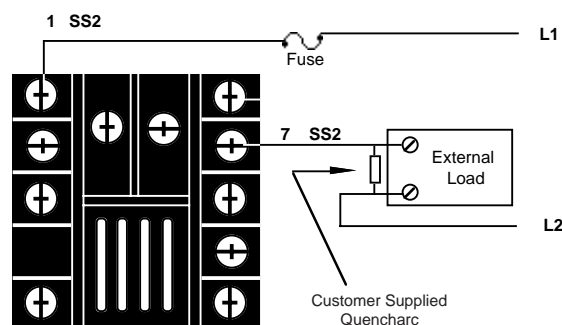 1 SS2
L1
Fuse
7 SS2
External
Load
L2
Customer Supplied
Quencharc